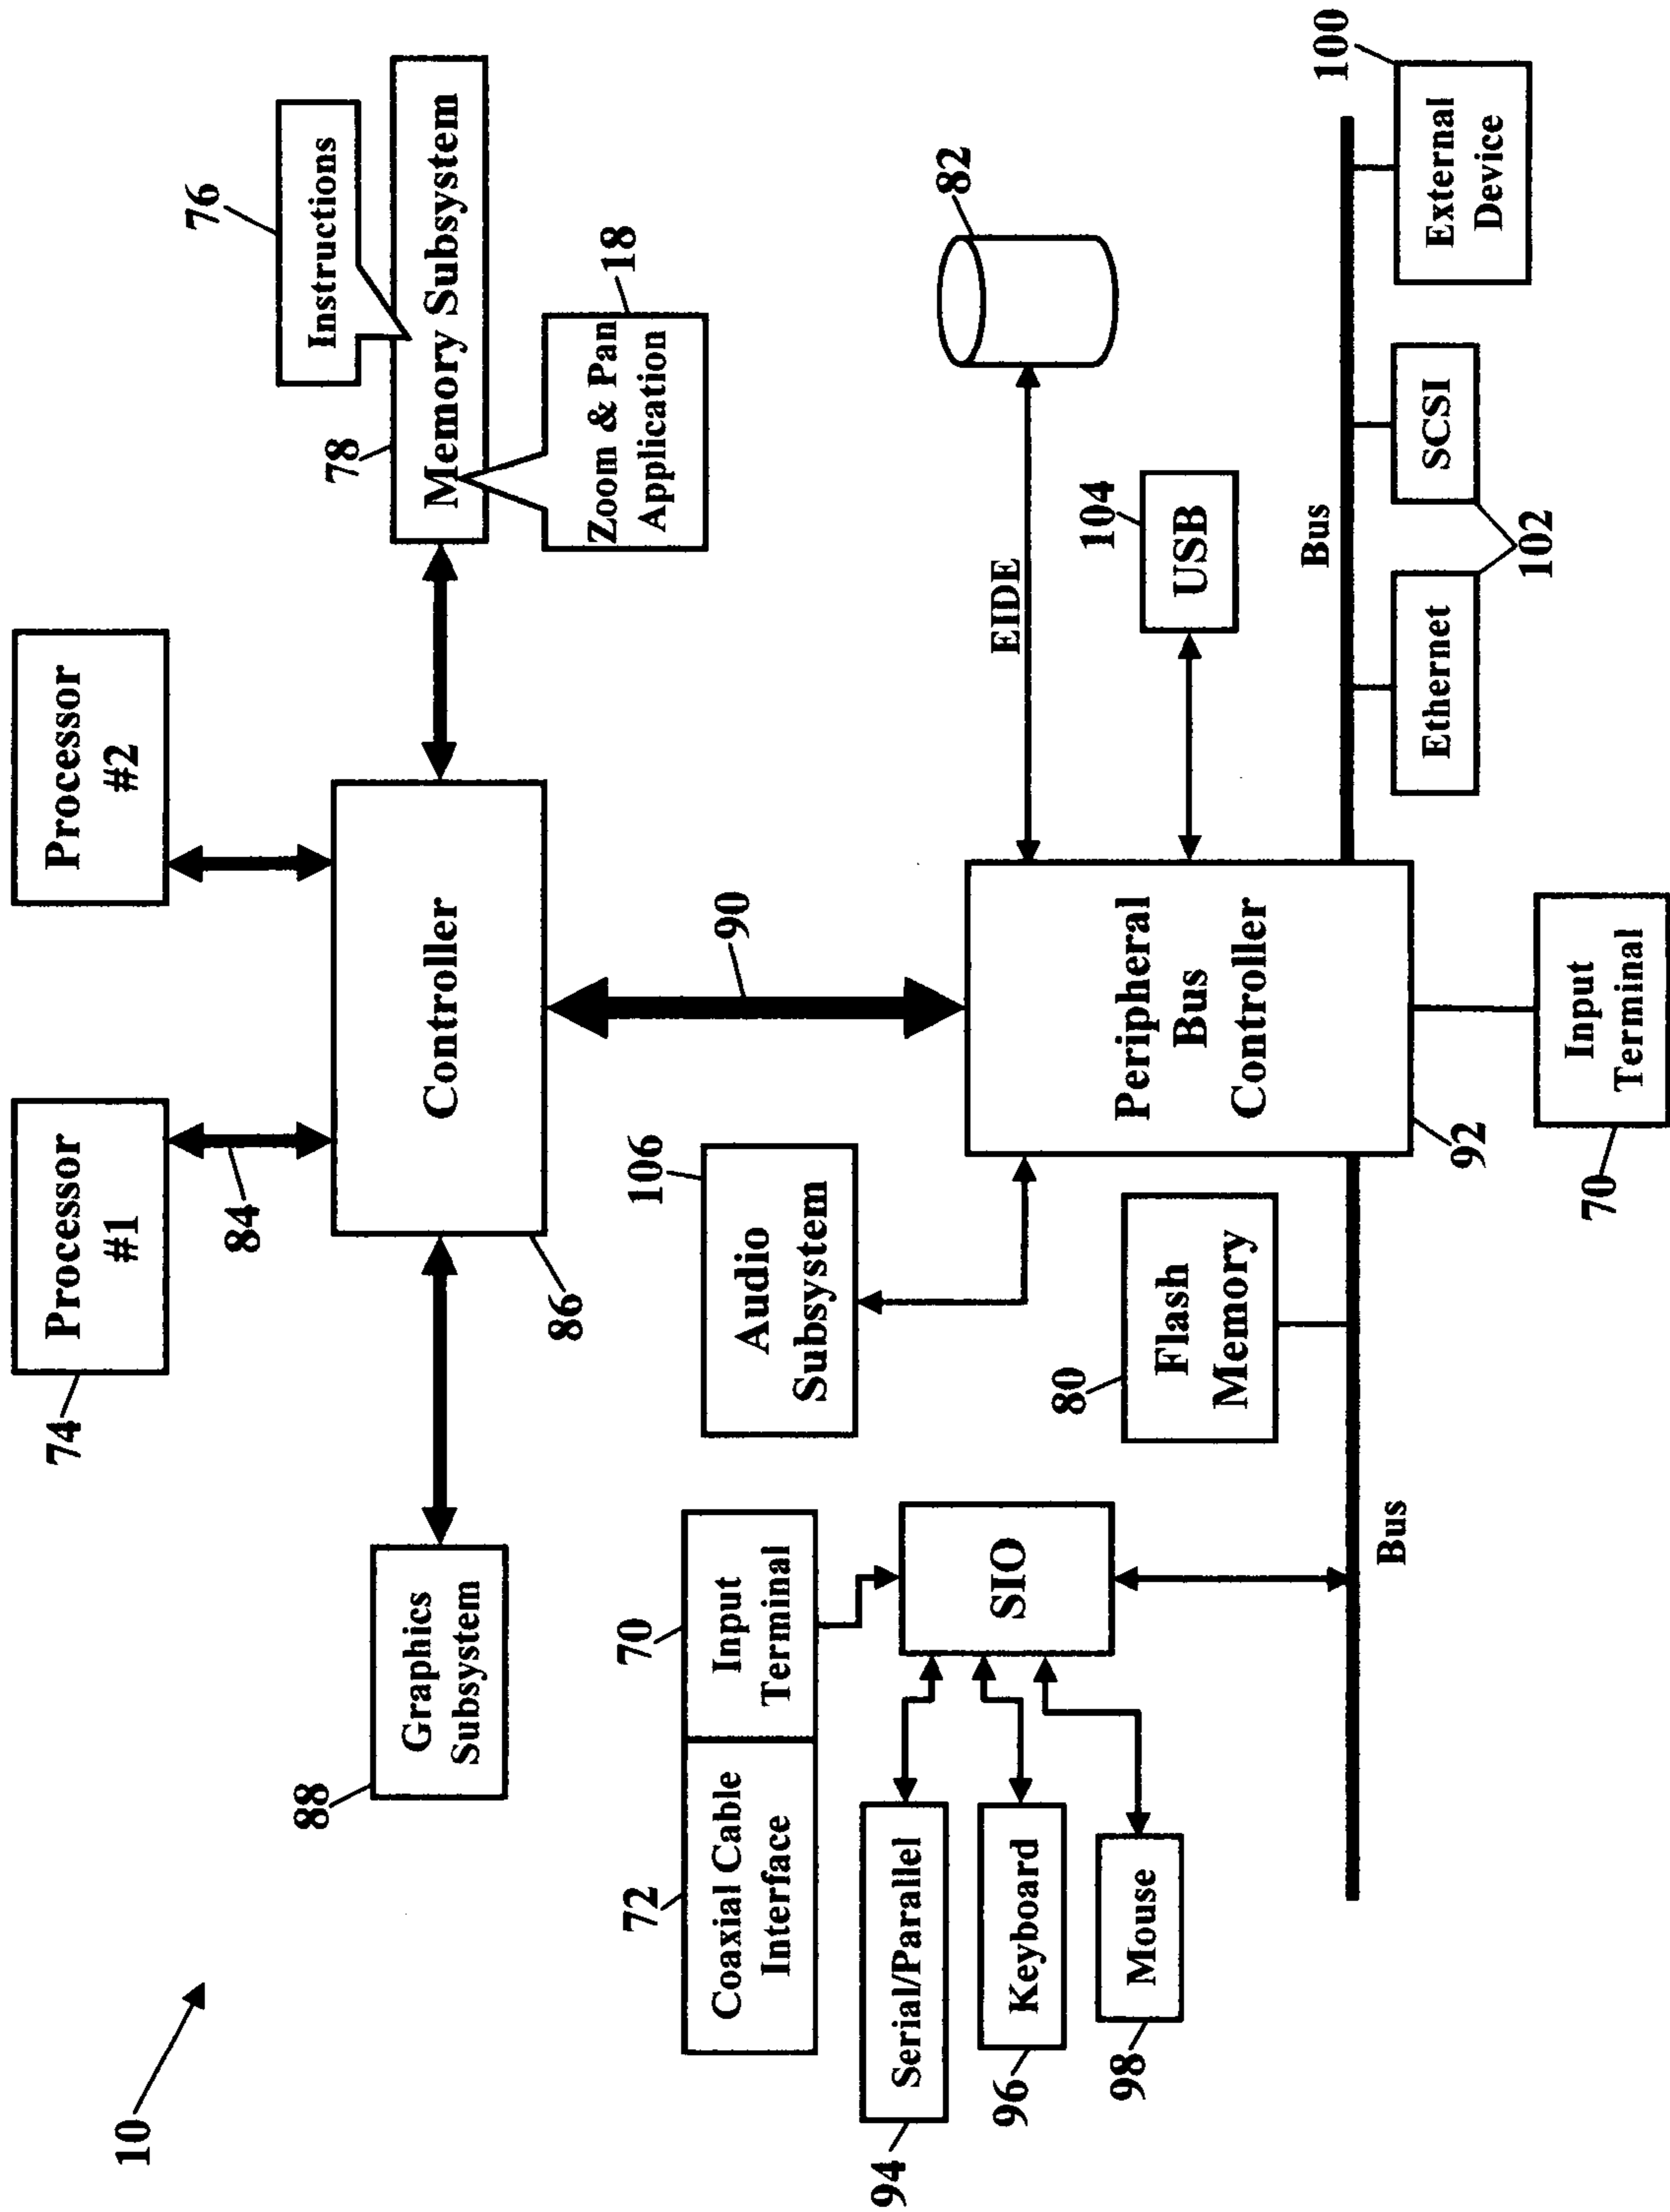 10
Processor
#1
74
84
Processor
#2
Graphics
Subsystem
88
Controller
86
76
Instructions
78
Memory Subsystem
Zoom & Pan
Application
18
90
72
Coaxial Cable
Interface
70
Input
Terminal
106
Audio
Subsystem
EIDE
82
94
Serial/Parallel
96
Keyboard
98
Mouse
SIO
80
Flash
Memory
Peripheral
Bus
Controller
92
104
USB
Bus
Bus
70
Input
Terminal
Ethernet
SCSI
102
External
Device
100